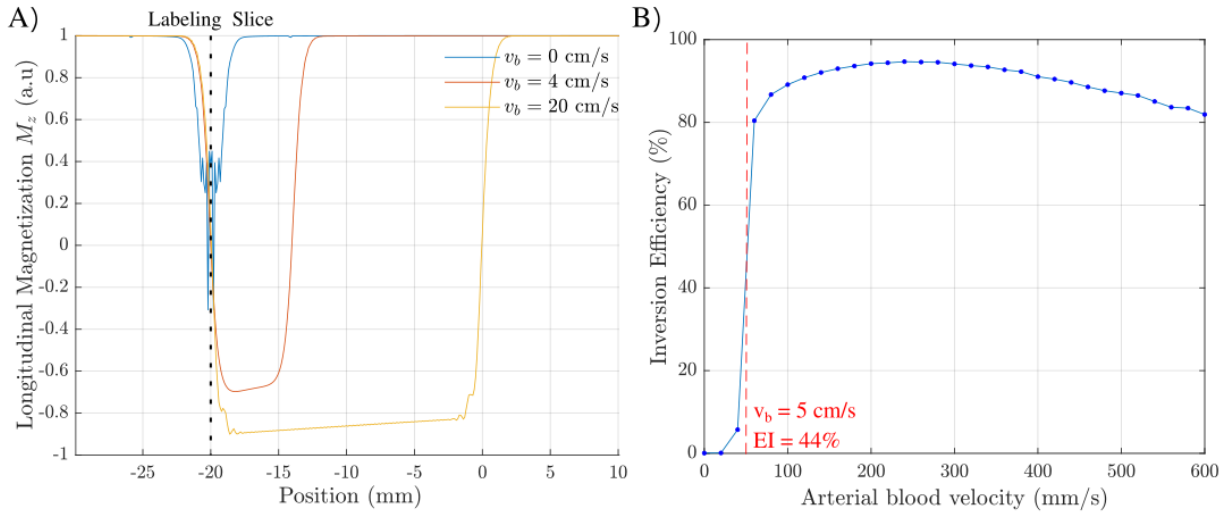 A)
Labeling Slice
Longitudinal Magnetization M_z (a.u)
1
0.8
0.6
0.4
0.2
0
-0.2
-0.4
-0.6
-0.8
-1
v_b = 0 cm/s
v_b = 4 cm/s
v_b = 20 cm/s
-25
-20
-15
-10
-5
0
5
10
Position (mm)
B)
Inversion Efficiency (%)
100
80
60
40
20
0
v_b = 5 cm/s
EI = 44%
0
100
200
300
400
500
600
Arterial blood velocity (mm/s)